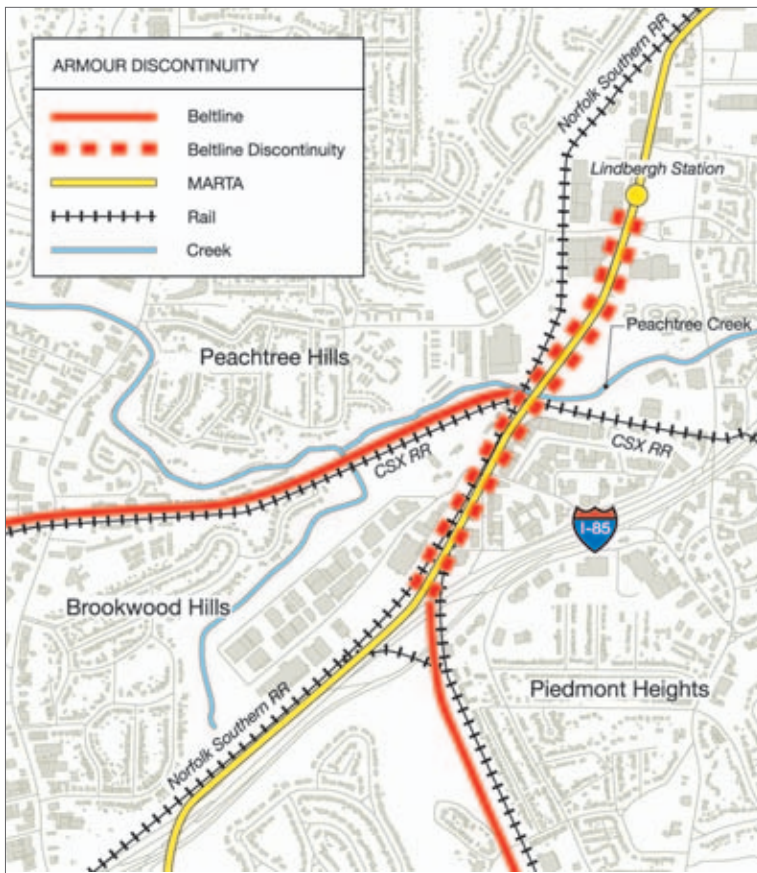 ARMOUR DISCONTINUITY
Beltline
Beltline Discontinuity
MARTA
Rail
Creek
Norfolk Southern RR
Lindbergh Station
Peachtree Creek
Peachtree Hills
CSX RR
CSX RR
I-85
Brookwood Hills
Piedmont Heights
Norfolk Southern RR